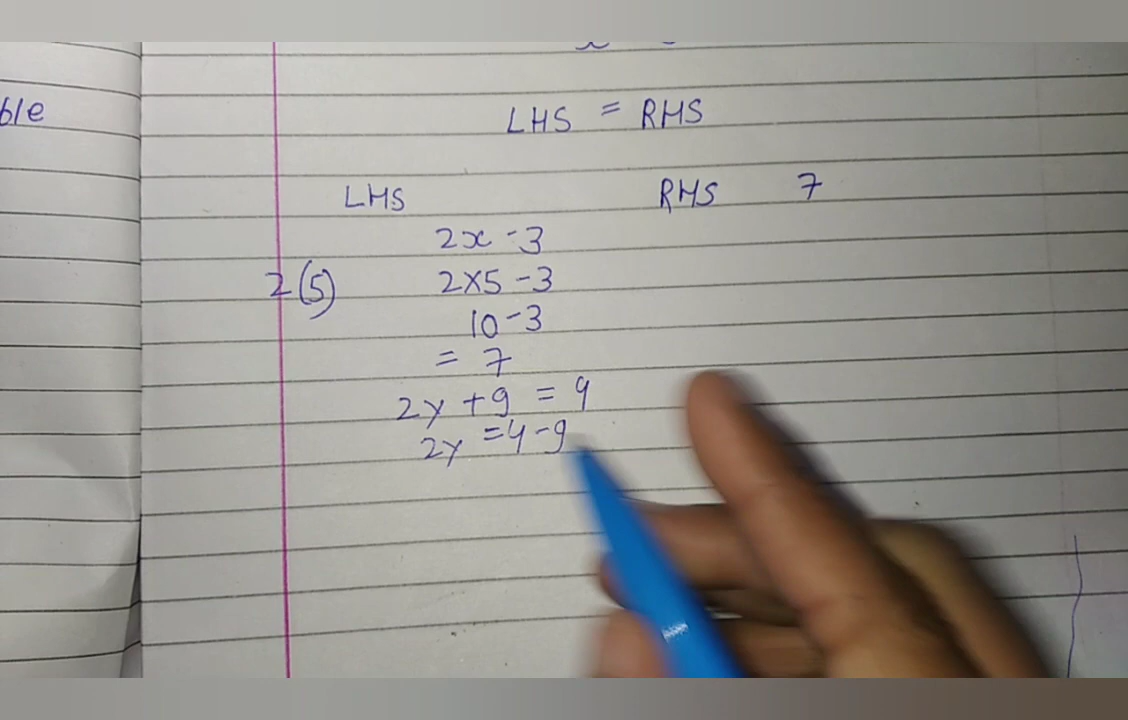 ble
LHS = RHS
LHS RHS 7
2x - 3
2(5) 2x5 - 3
10 - 3
= 7
2y + 9 = 4
2y = 4 - 9